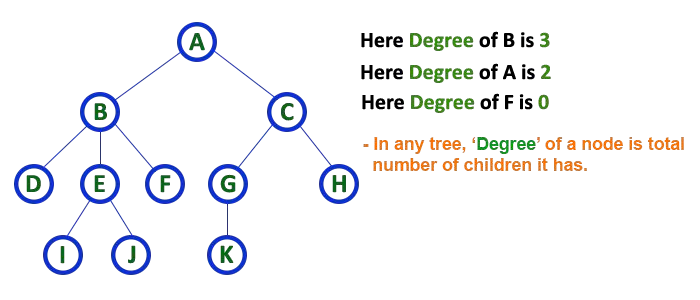 A
Here Degree of B is 3
Here Degree of A is 2
B
C
Here Degree of F is 0
- In any tree, ‘Degree’ of a node is total
number of children it has.
D
E
F
G
H
I
J
K